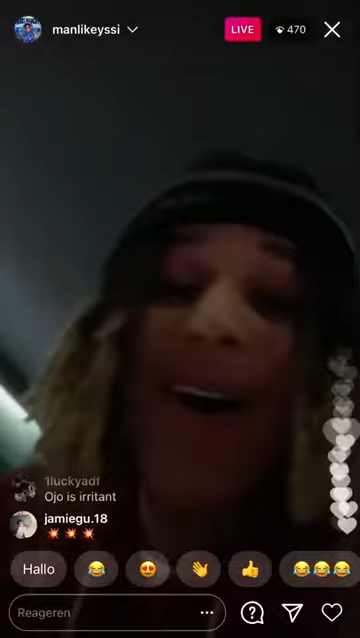 manlikeyssi
LIVE
470
1luckyadf
Ojo is irritant
jamiegu.18
💥 💥 💥
Hallo
😂
😍
👋
👍
😂😂😂
Reageren